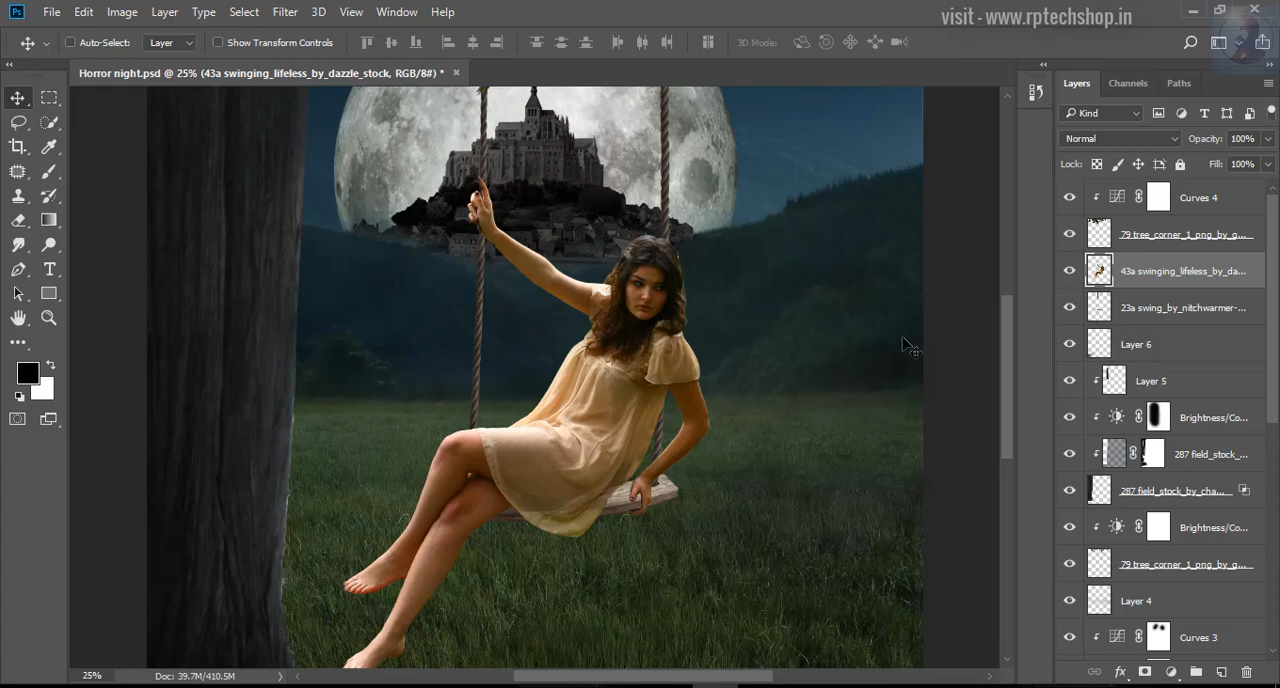 visit - www.rptechshop.in
Ps File Edit Image Layer Type Select Filter 3D View Window Help
Auto-Select: Layer Show Transform Controls 3D Mode:
Horror night.psd @ 25% (43a swinging_lifeless_by_dazzle_stock, RGB/8#) *
Layers Channels Paths
Kind
Normal Opacity: 100%
Lock: Fill: 100%
Curves 4
79 tree_corner_1_png_by_g...
43a swinging_lifeless_by_da...
23a swing_by_nitchwarmer-...
Layer 6
Layer 5
Brightness/Co...
287 field_stock_...
287 field_stock_by_cha...
Brightness/Co...
79 tree_corner_1_png_by_g...
Layer 4
Curves 3
25% Doc: 39.7M/410.5M